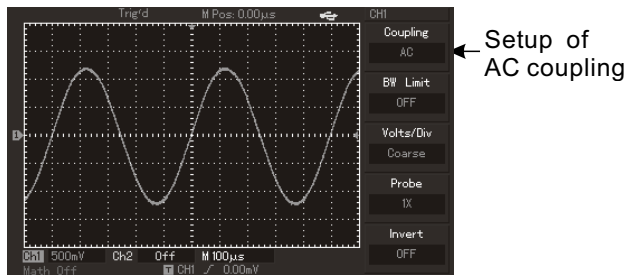 Trig'd M Pos: 0.00μs CH1
Coupling
AC
Setup of
AC coupling
BW Limit
OFF
1
Volts/Div
Coarse
Probe
1X
Invert
OFF
Ch1 500mV Ch2 Off M 100μs
Math Off T CH1 0.00mV